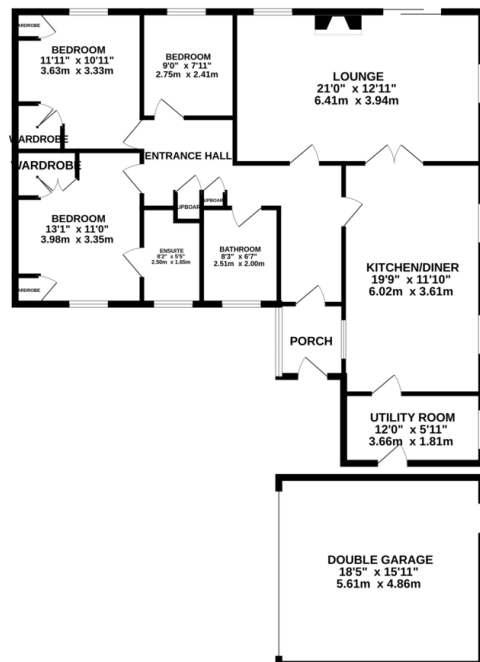 WARDROBE
BEDROOM
11'11" x 10'11"
3.63m x 3.33m
BEDROOM
9'0" x 7'11"
2.75m x 2.41m
LOUNGE
21'0" x 12'11"
6.41m x 3.94m
WARDROBE
ENTRANCE HALL
WARDROBE
CUPBOARD
CUPBOARD
BEDROOM
13'1" x 11'0"
3.98m x 3.35m
ENSUITE
8'2" x 5'5"
2.50m x 1.65m
BATHROOM
8'3" x 6'7"
2.51m x 2.00m
KITCHEN/DINER
19'9" x 11'10"
6.02m x 3.61m
WARDROBE
PORCH
UTILITY ROOM
12'0" x 5'11"
3.66m x 1.81m
DOUBLE GARAGE
18'5" x 15'11"
5.61m x 4.86m